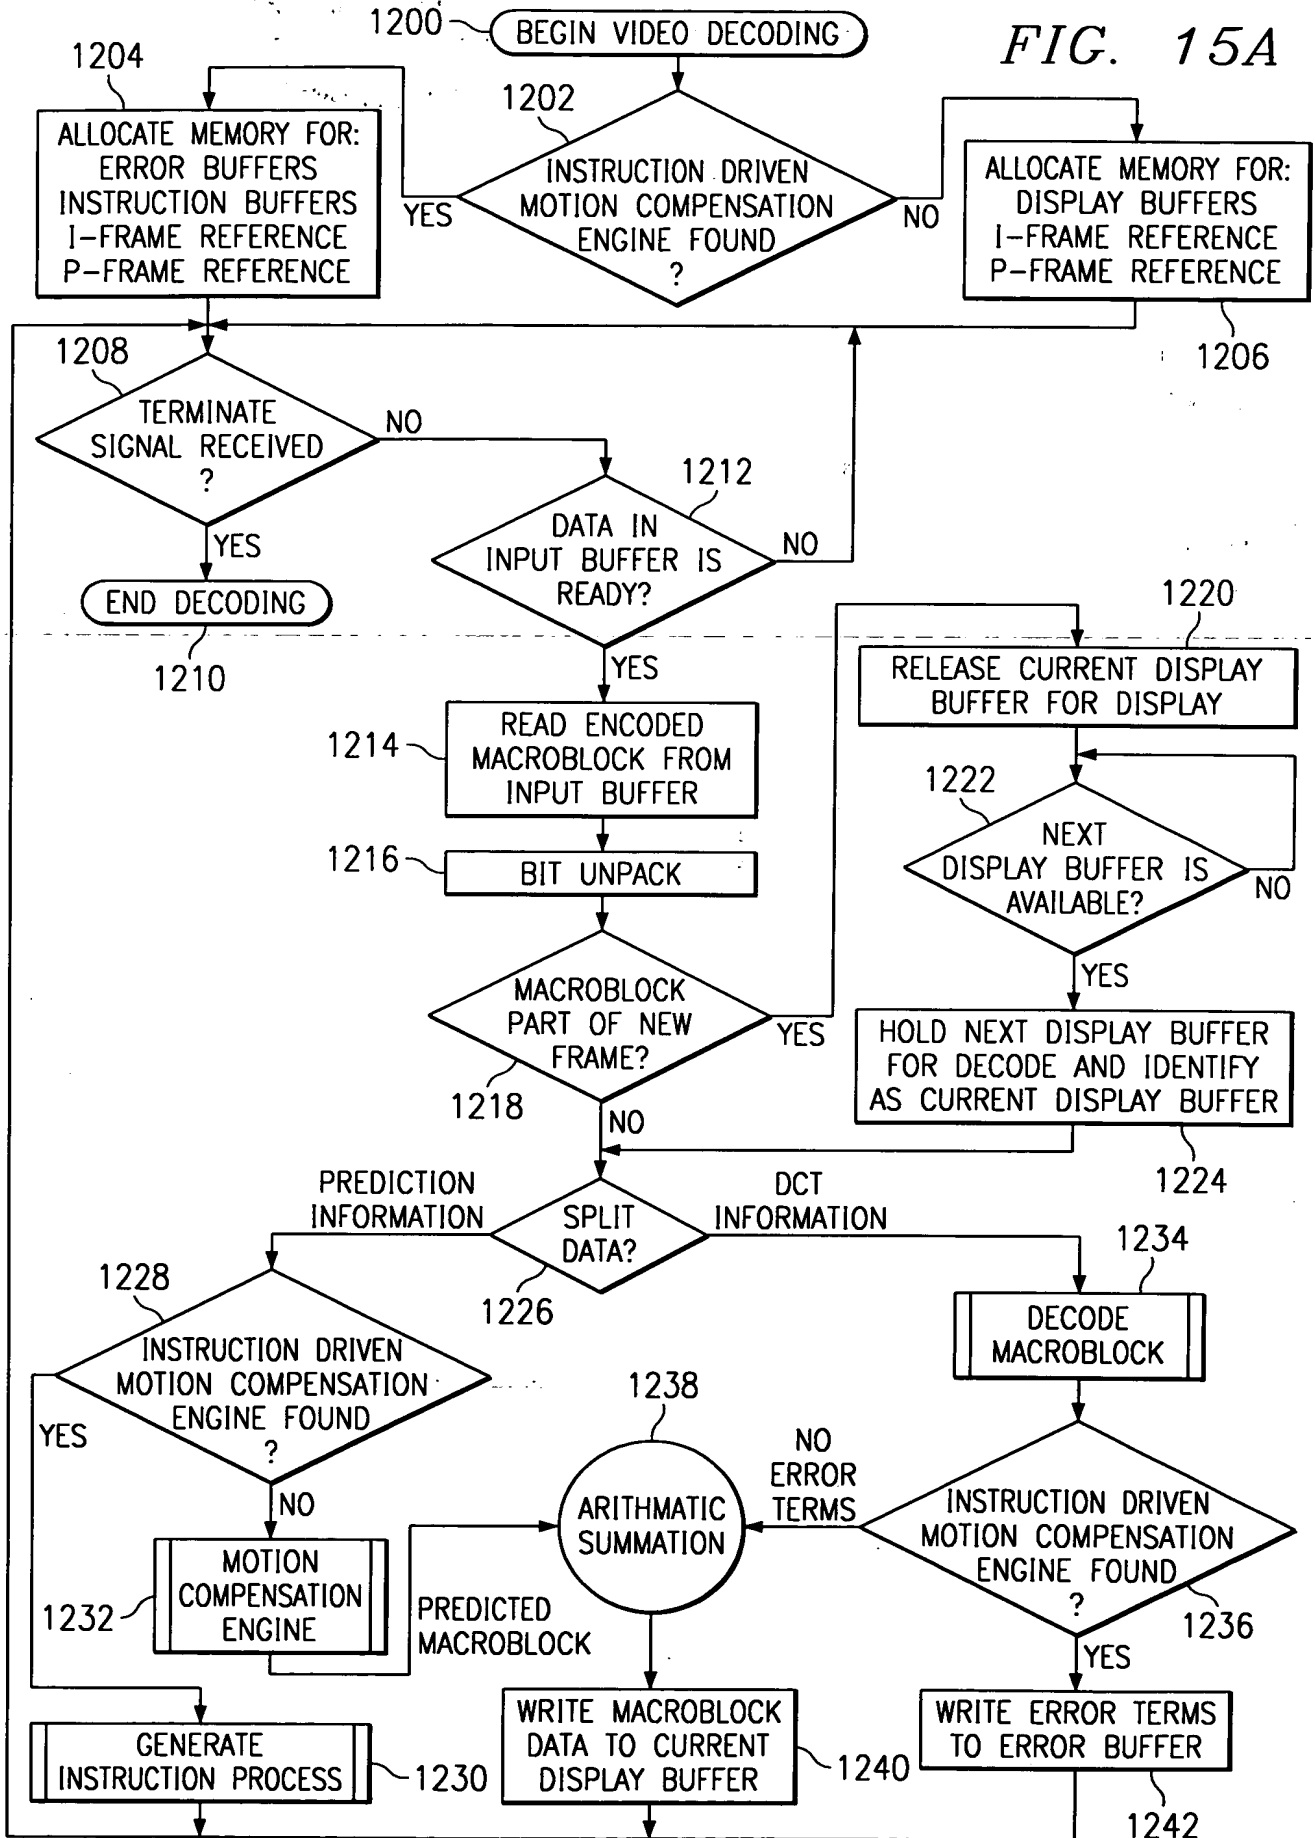 1200
BEGIN VIDEO DECODING
FIG. 15A
1204
ALLOCATE MEMORY FOR:
ERROR BUFFERS
INSTRUCTION BUFFERS
I-FRAME REFERENCE
P-FRAME REFERENCE
1202
INSTRUCTION DRIVEN
MOTION COMPENSATION
ENGINE FOUND
?
YES
NO
ALLOCATE MEMORY FOR:
DISPLAY BUFFERS
I-FRAME REFERENCE
P-FRAME REFERENCE
1206
1208
TERMINATE
SIGNAL RECEIVED
?
NO
YES
END DECODING
1210
1212
DATA IN
INPUT BUFFER IS
READY?
NO
YES
1214
READ ENCODED
MACROBLOCK FROM
INPUT BUFFER
1216
BIT UNPACK
MACROBLOCK
PART OF NEW
FRAME?
1218
YES
NO
1220
RELEASE CURRENT DISPLAY
BUFFER FOR DISPLAY
1222
NEXT
DISPLAY BUFFER IS
AVAILABLE?
NO
YES
HOLD NEXT DISPLAY BUFFER
FOR DECODE AND IDENTIFY
AS CURRENT DISPLAY BUFFER
1224
PREDICTION
INFORMATION
SPLIT
DATA?
1226
DCT
INFORMATION
1228
INSTRUCTION DRIVEN
MOTION COMPENSATION
ENGINE FOUND
?
YES
NO
1232
MOTION
COMPENSATION
ENGINE
PREDICTED
MACROBLOCK
GENERATE
INSTRUCTION PROCESS
1230
1238
ARITHMATIC
SUMMATION
WRITE MACROBLOCK
DATA TO CURRENT
DISPLAY BUFFER
1240
1234
DECODE
MACROBLOCK
NO
ERROR
TERMS
INSTRUCTION DRIVEN
MOTION COMPENSATION
ENGINE FOUND
?
1236
YES
WRITE ERROR TERMS
TO ERROR BUFFER
1242